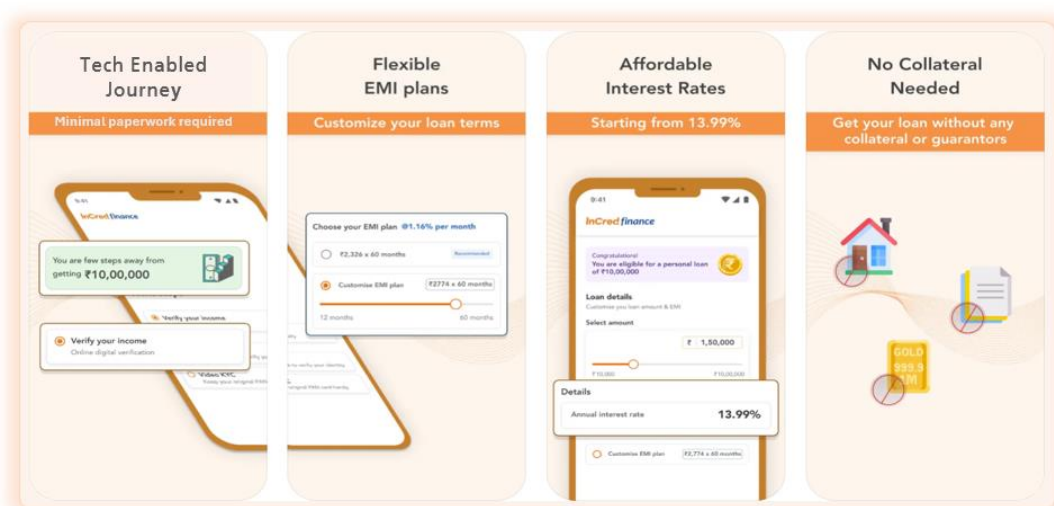 Tech Enabled
Journey
Minimal paperwork required
9:41
InCred finance
You are few steps away from
getting ₹10,00,000
Verify your income
Verify your income
Online digital verification
Video KYC
Flexible
EMI plans
Customize your loan terms
Choose your EMI plan @1.16% per month
₹2,326 x 60 months
Recommended
Customise EMI plan
₹2774 x 60 months
12 months
60 months
Affordable
Interest Rates
Starting from 13.99%
9:41
InCred finance
Congratulations!
You are eligible for a personal loan
of ₹10,00,000
Loan details
Customise you loan amount & EMI
Select amount
₹ 1,50,000
₹10,000
₹10,00,000
Details
Annual interest rate
13.99%
Customise EMI plan
₹2,774 x 60 months
No Collateral
Needed
Get your loan without any
collateral or guarantors
GOLD
999.9